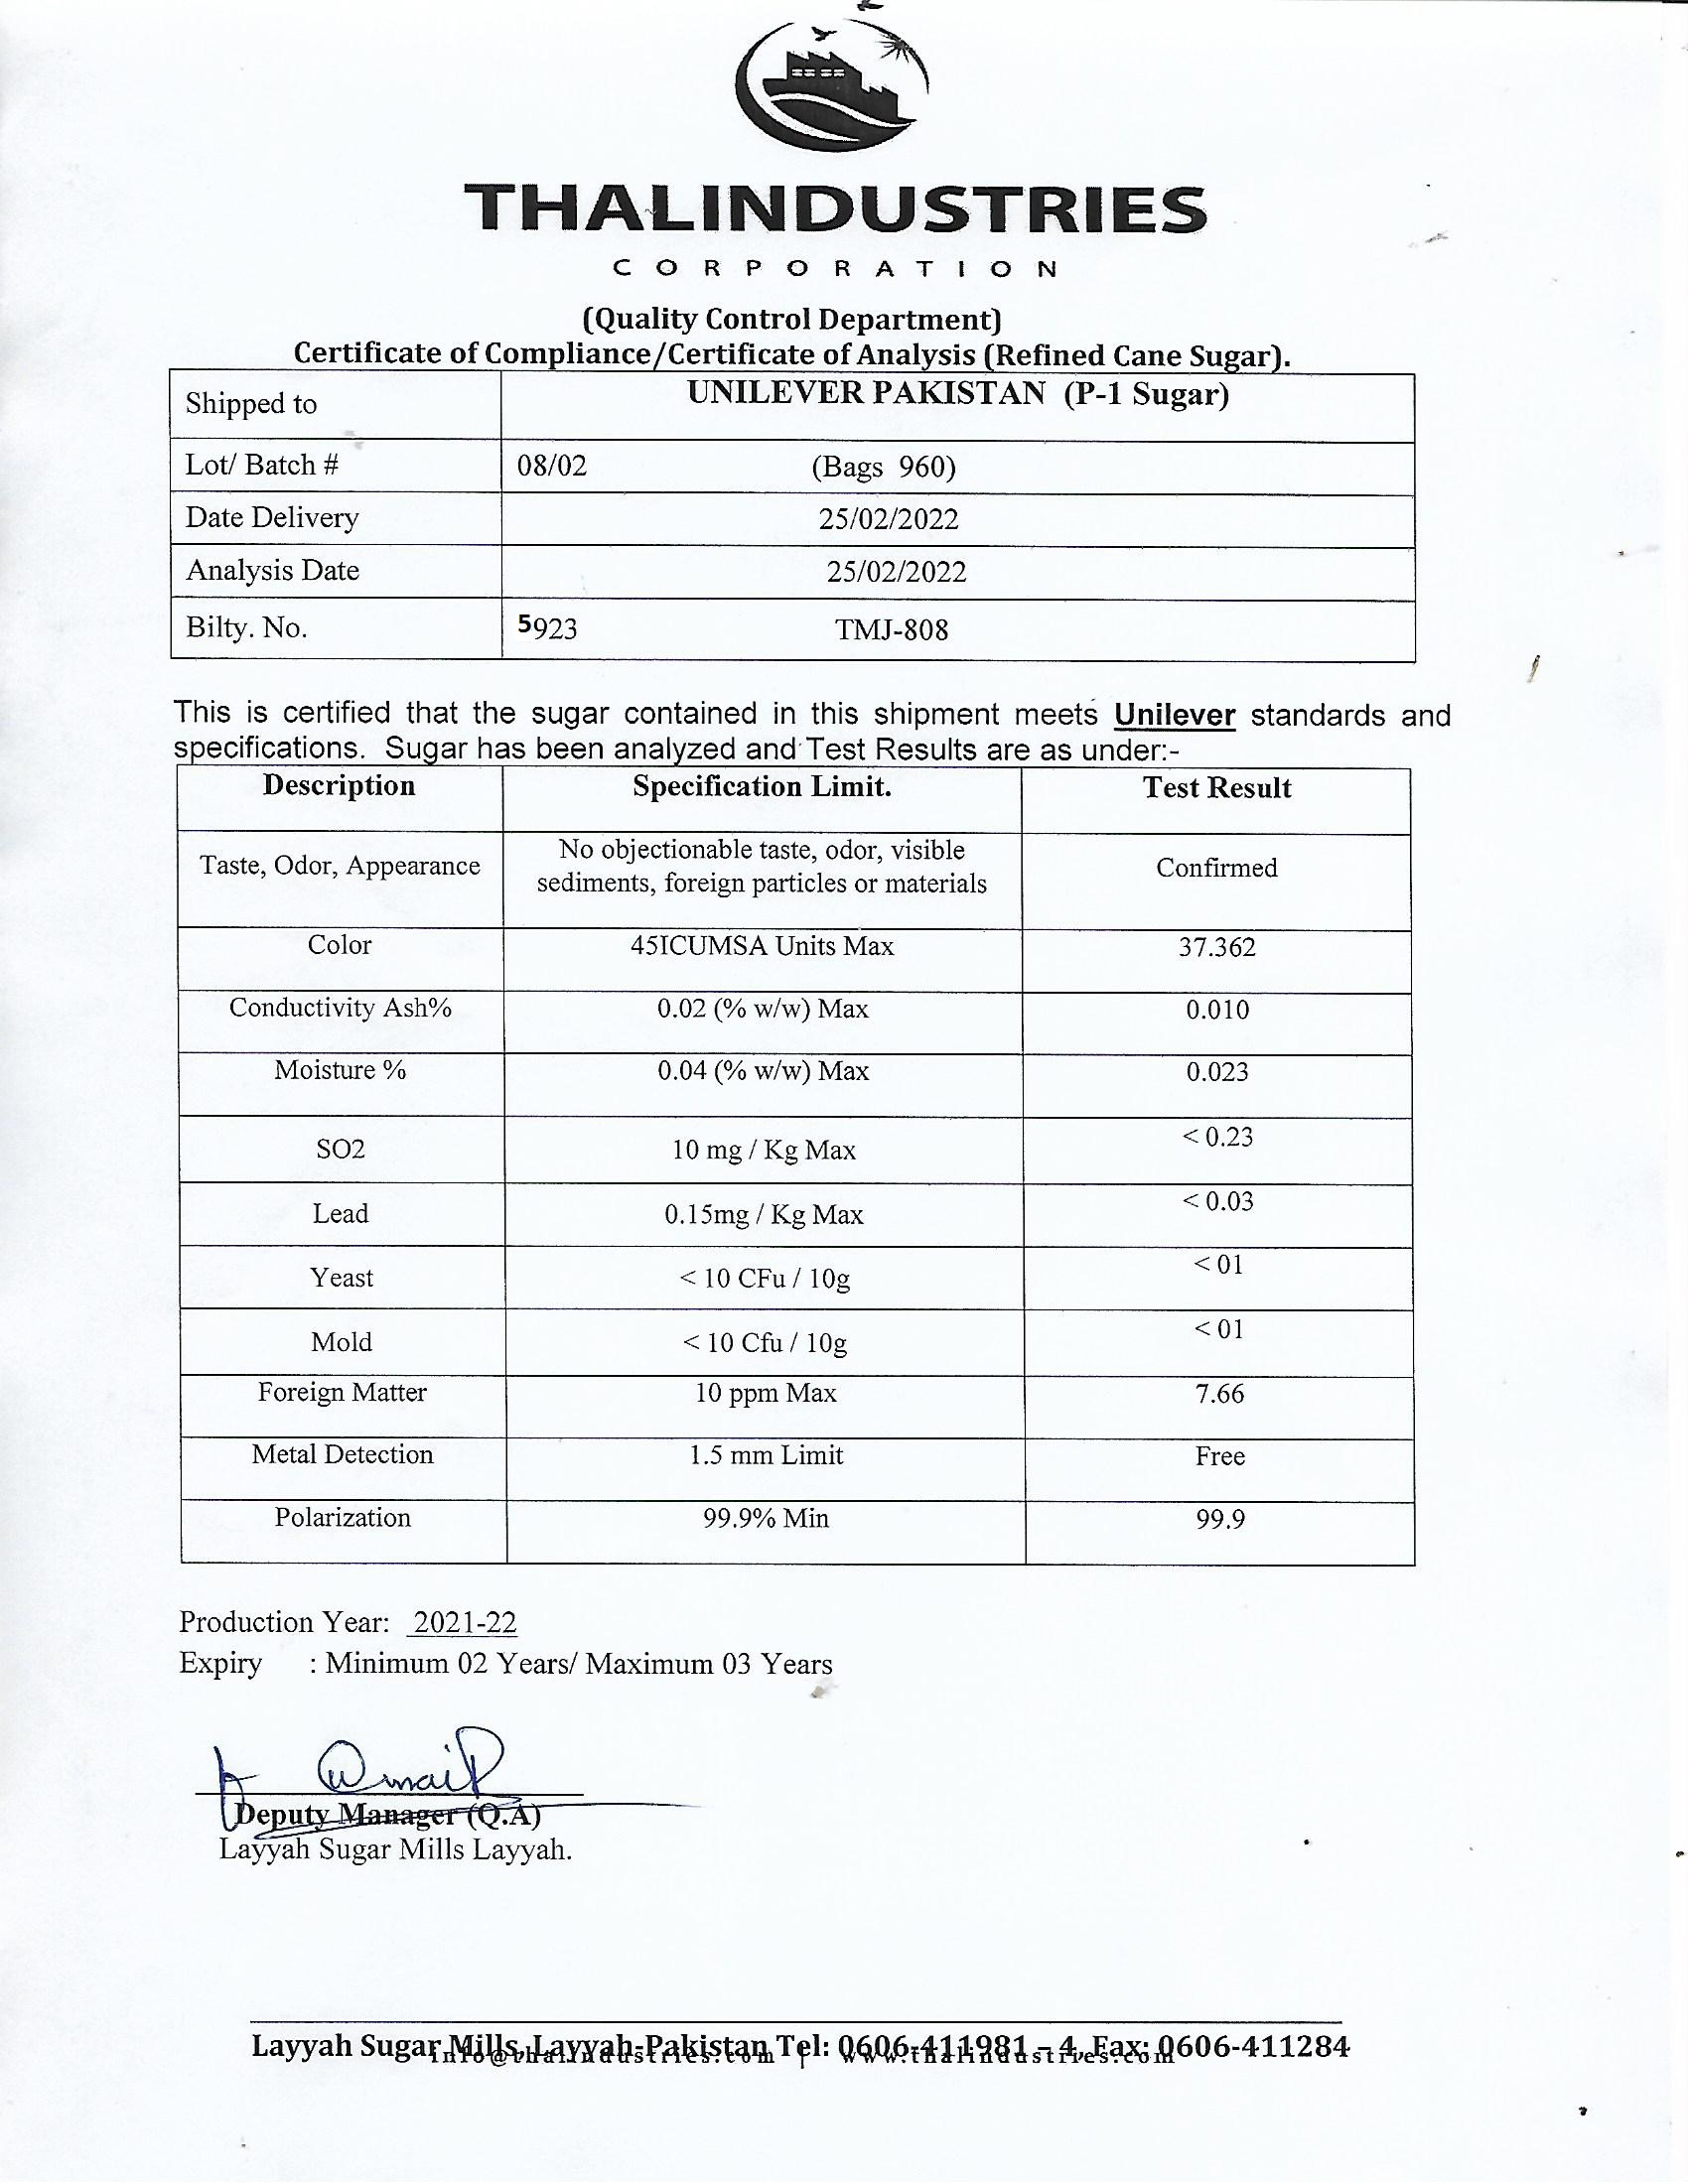 THALINDUSTRIES
CORPORATION
(Quality Control Department)
Certificate of Compliance/Certificate of Analysis (Refined Cane Sugar).
Shipped to UNILEVER PAKISTAN (P-1 Sugar)
Lot/ Batch # 08/02 (Bags 960)
Date Delivery 25/02/2022
Analysis Date 25/02/2022
Bilty. No. 5923 TMJ-808
This is certified that the sugar contained in this shipment meets Unilever standards and
specifications. Sugar has been analyzed and Test Results are as under:-
Description Specification Limit. Test Result
Taste, Odor, Appearance No objectionable taste, odor, visible
sediments, foreign particles or materials Confirmed
Color 45ICUMSA Units Max 37.362
Conductivity Ash% 0.02 (% w/w) Max 0.010
Moisture % 0.04 (% w/w) Max 0.023
SO2 10 mg / Kg Max < 0.23
Lead 0.15mg / Kg Max < 0.03
Yeast < 10 CFu / 10g < 01
Mold < 10 Cfu / 10g < 01
Foreign Matter 10 ppm Max 7.66
Metal Detection 1.5 mm Limit Free
Polarization 99.9% Min 99.9
Production Year: 2021-22
Expiry : Minimum 02 Years/ Maximum 03 Years
Deputy Manager (Q.A)
Layyah Sugar Mills Layyah.
Layyah Sugar Mills, Layyah-Pakistan Tel: 0606-411981 – 4, Fax: 0606-411284
info@thalindustries.com | www.thalindustries.com